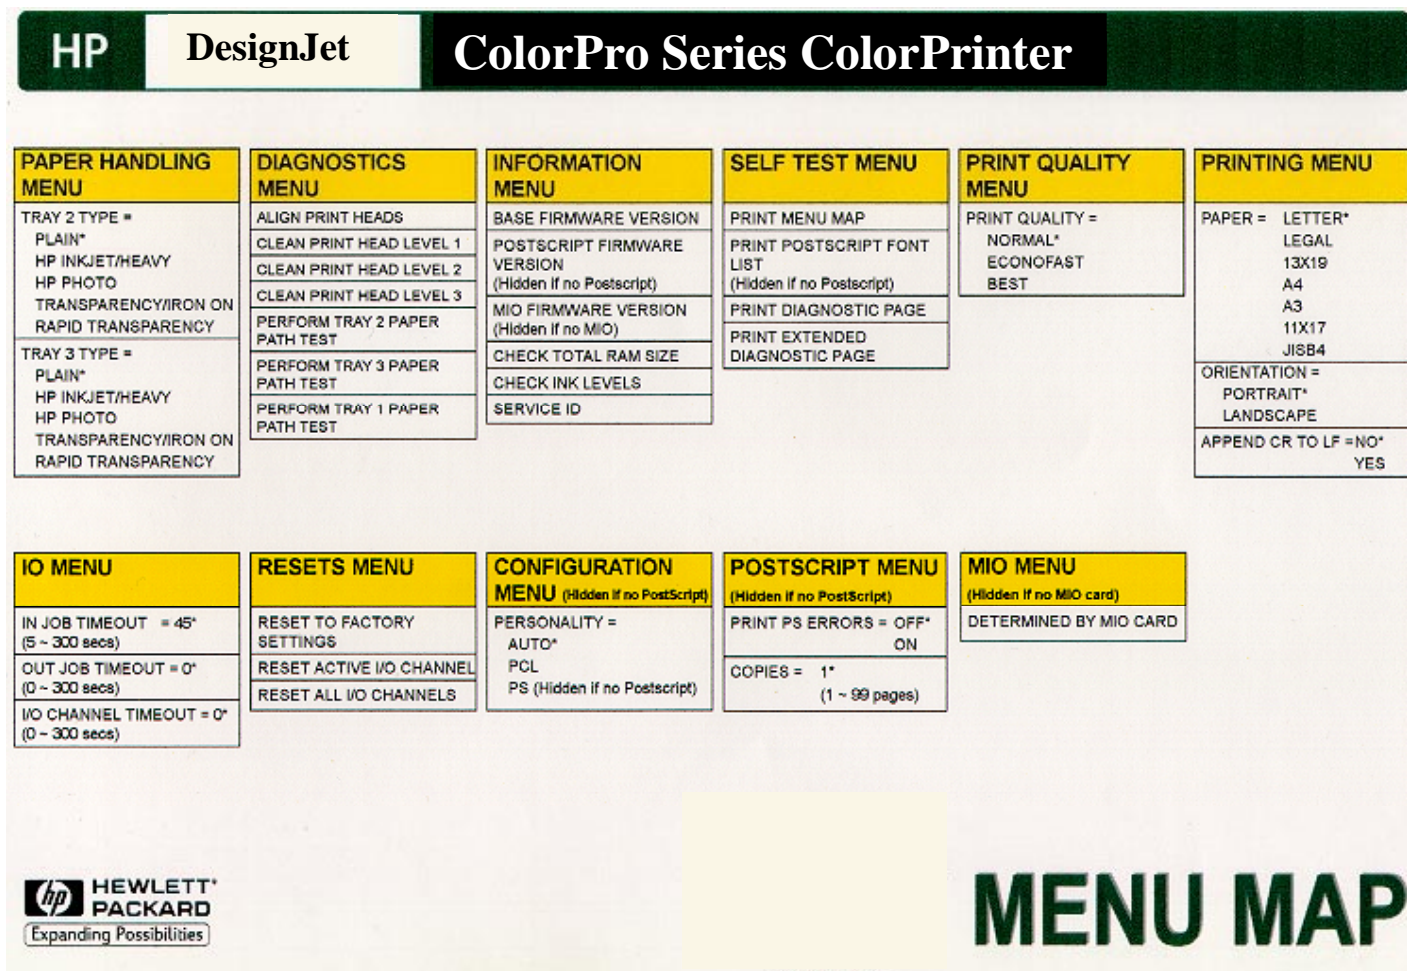 HP DesignJet ColorPro Series ColorPrinter
PAPER HANDLING
MENU
TRAY 2 TYPE =
PLAIN*
HP INKJET/HEAVY
HP PHOTO
TRANSPARENCY/IRON ON
RAPID TRANSPARENCY
TRAY 3 TYPE =
PLAIN*
HP INKJET/HEAVY
HP PHOTO
TRANSPARENCY/IRON ON
RAPID TRANSPARENCY
DIAGNOSTICS
MENU
ALIGN PRINT HEADS
CLEAN PRINT HEAD LEVEL 1
CLEAN PRINT HEAD LEVEL 2
CLEAN PRINT HEAD LEVEL 3
PERFORM TRAY 2 PAPER
PATH TEST
PERFORM TRAY 3 PAPER
PATH TEST
PERFORM TRAY 1 PAPER
PATH TEST
INFORMATION
MENU
BASE FIRMWARE VERSION
POSTSCRIPT FIRMWARE
VERSION
(Hidden if no Postscript)
MIO FIRMWARE VERSION
(Hidden if no MIO)
CHECK TOTAL RAM SIZE
CHECK INK LEVELS
SERVICE ID
SELF TEST MENU
PRINT MENU MAP
PRINT POSTSCRIPT FONT
LIST
(Hidden if no Postscript)
PRINT DIAGNOSTIC PAGE
PRINT EXTENDED
DIAGNOSTIC PAGE
PRINT QUALITY
MENU
PRINT QUALITY =
NORMAL*
ECONOFAST
BEST
PRINTING MENU
PAPER = LETTER*
LEGAL
13X19
A4
A3
11X17
JISB4
ORIENTATION =
PORTRAIT*
LANDSCAPE
APPEND CR TO LF =NO*
YES
IO MENU
IN JOB TIMEOUT = 45*
(5 ~ 300 secs)
OUT JOB TIMEOUT = 0*
(0 ~ 300 secs)
I/O CHANNEL TIMEOUT = 0*
(0 ~ 300 secs)
RESETS MENU
RESET TO FACTORY
SETTINGS
RESET ACTIVE I/O CHANNEL
RESET ALL I/O CHANNELS
CONFIGURATION
MENU (Hidden if no PostScript)
PERSONALITY =
AUTO*
PCL
PS (Hidden if no Postscript)
POSTSCRIPT MENU
(Hidden if no PostScript)
PRINT PS ERRORS = OFF*
ON
COPIES = 1*
(1 ~ 99 pages)
MIO MENU
(Hidden if no MIO card)
DETERMINED BY MIO CARD
hp HEWLETT*
PACKARD
Expanding Possibilities
MENU MAP